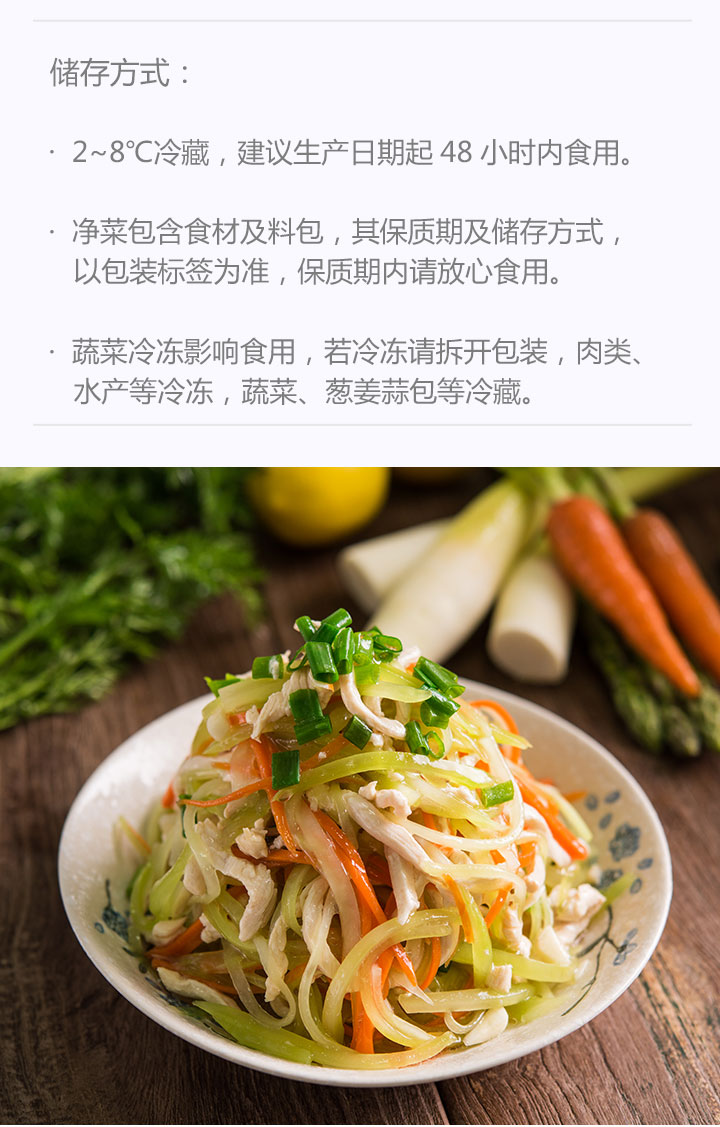 储存方式：
· 2~8℃冷藏，建议生产日期起 48 小时内食用。
· 净菜包含食材及料包，其保质期及储存方式，
以包装标签为准，保质期内请放心食用。
· 蔬菜冷冻影响食用，若冷冻请拆开包装，肉类、
水产等冷冻，蔬菜、葱姜蒜包等冷藏。